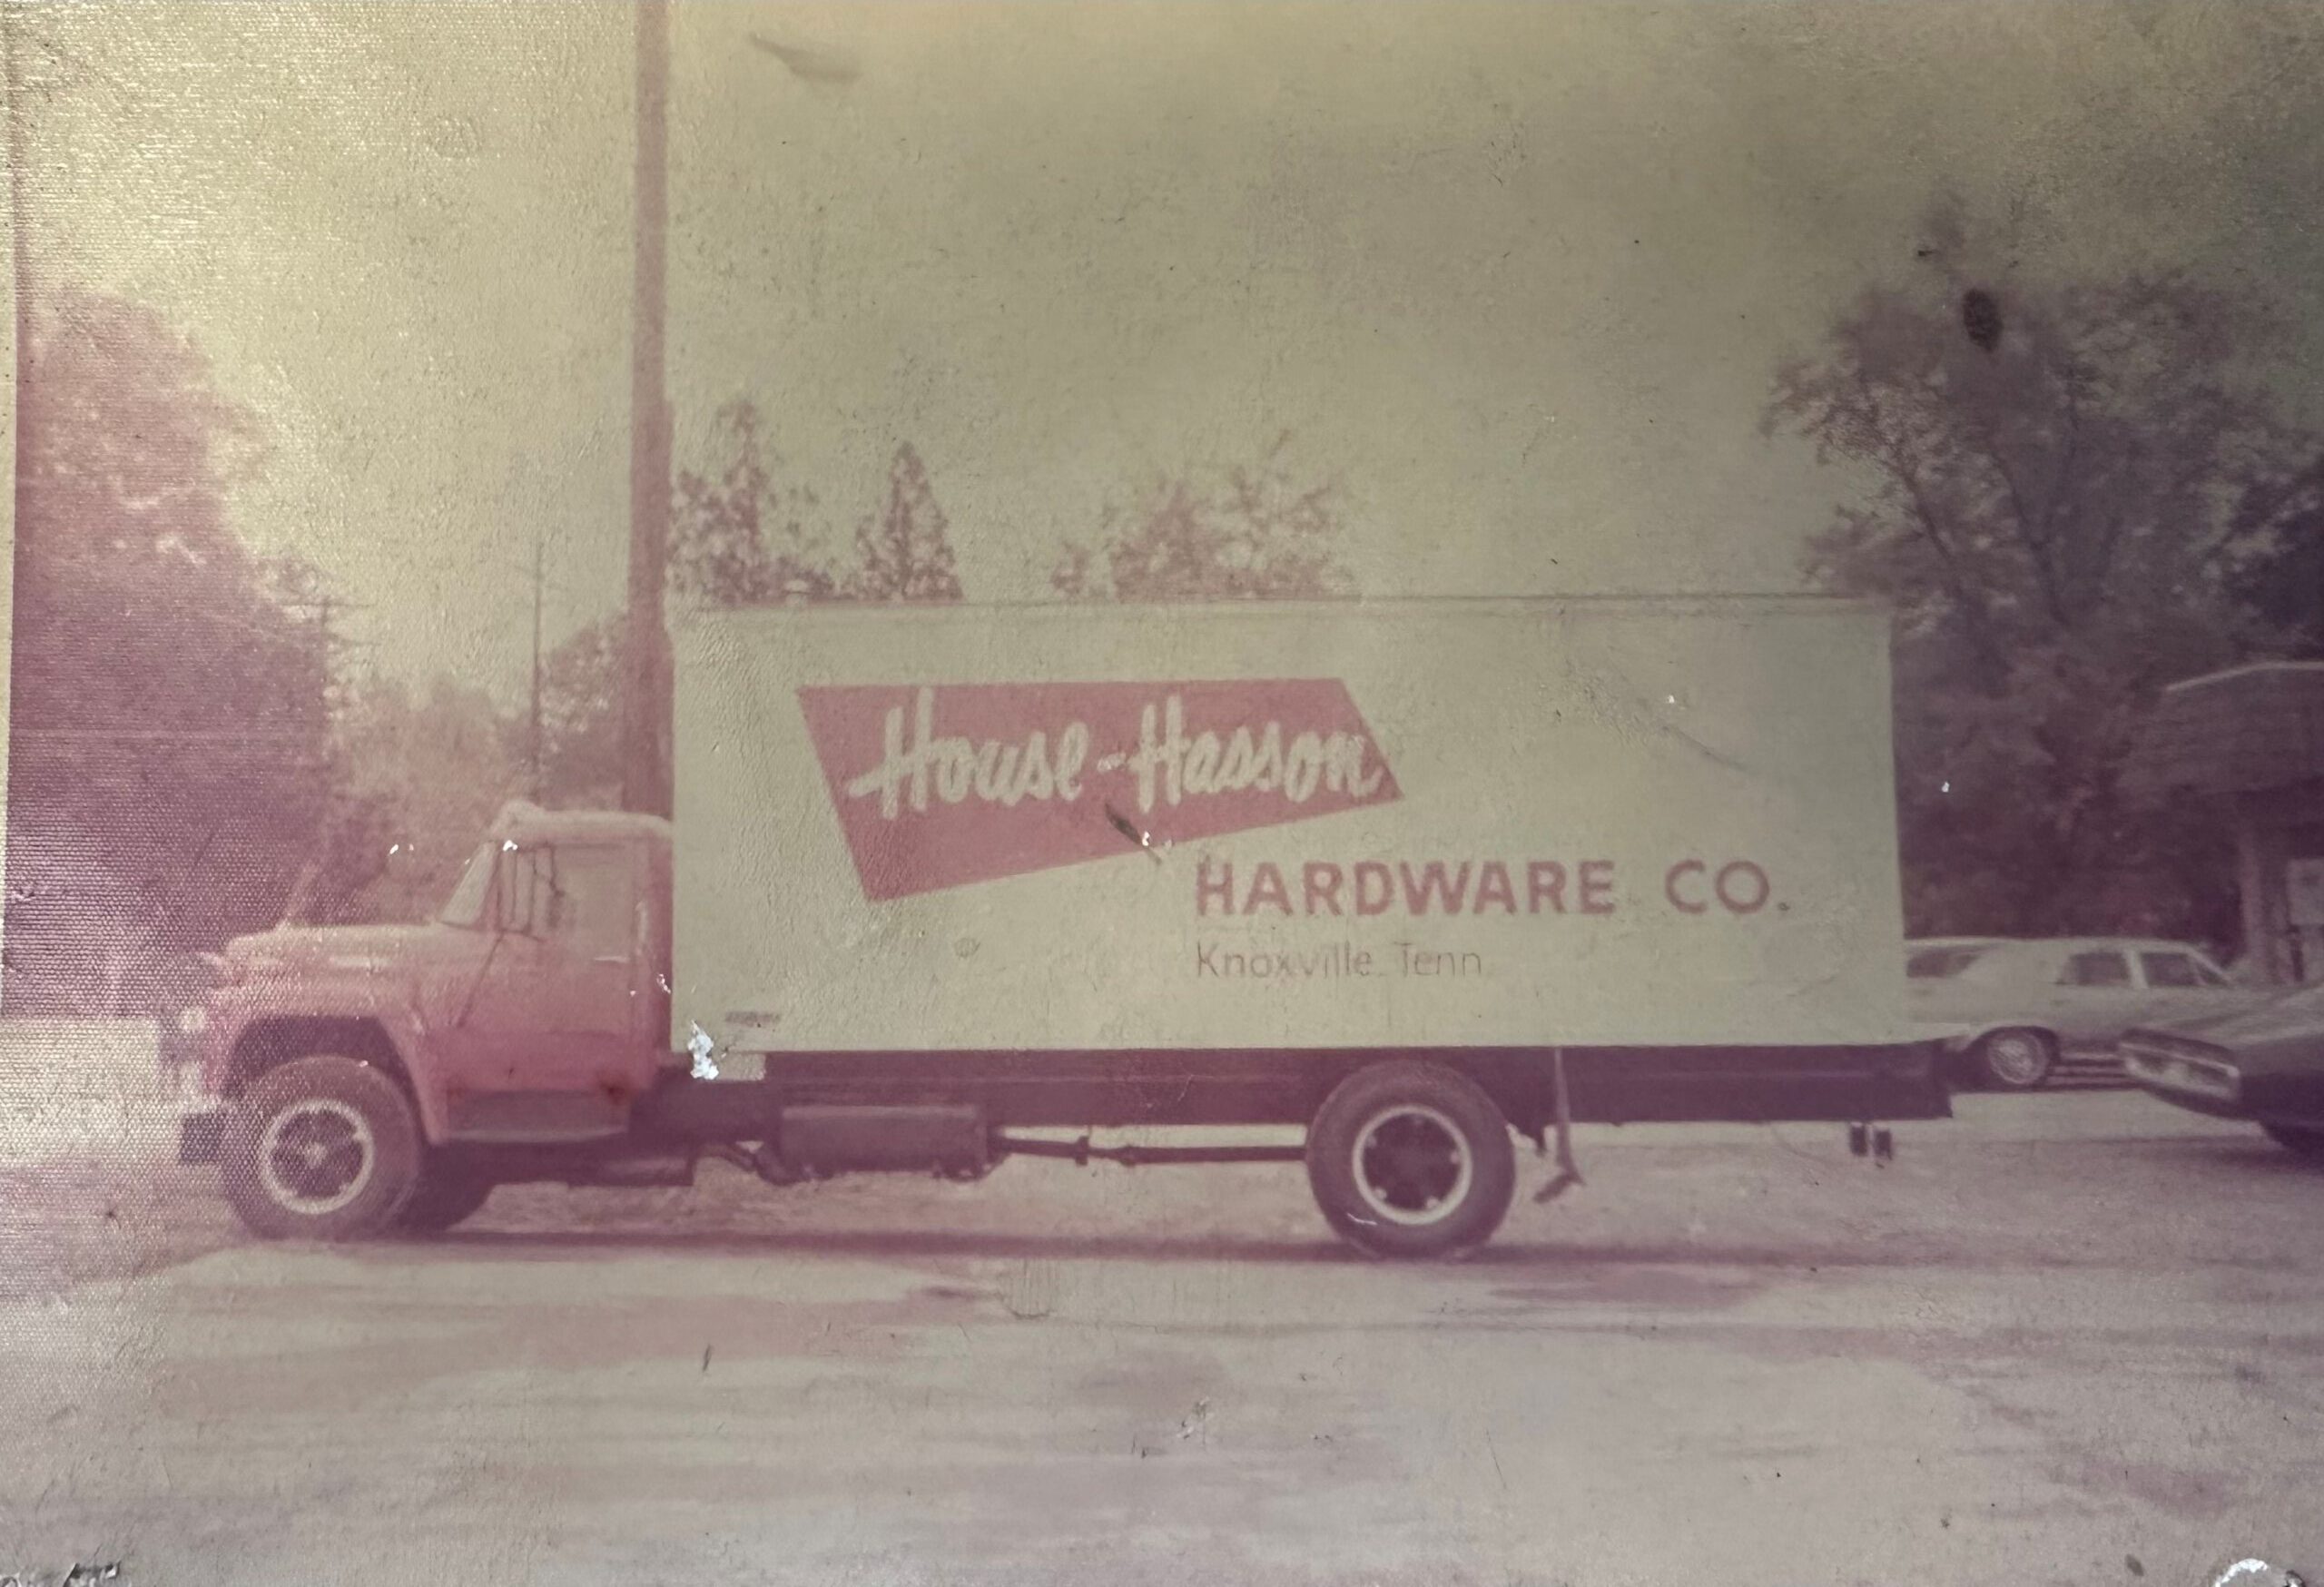 House-Hasson
HARDWARE CO.
Knoxville, Tenn